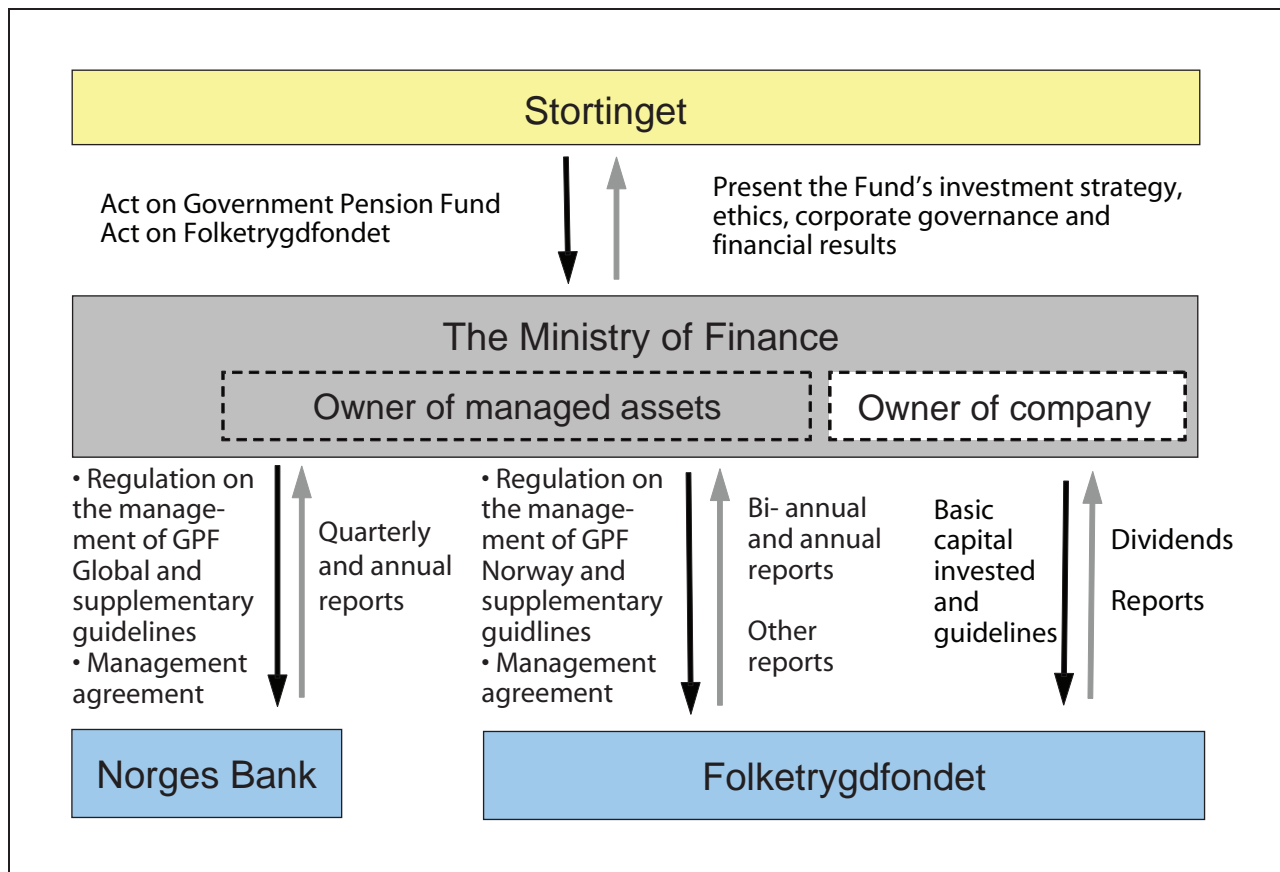 Stortinget
Act on Government Pension Fund
Act on Folketrygdfondet
Present the Fund’s investment strategy,
ethics, corporate governance and
financial results
The Ministry of Finance
Owner of managed assets
Owner of company
• Regulation on
the manage-
ment of GPF
Global and
supplementary
guidelines
• Management
agreement
Quarterly
and annual
reports
• Regulation on
the manage-
ment of GPF
Norway and
supplementary
guidlines
• Management
agreement
Bi- annual
and annual
reports
Other
reports
Basic
capital
invested
and
guidelines
Dividends
Reports
Norges Bank
Folketrygdfondet